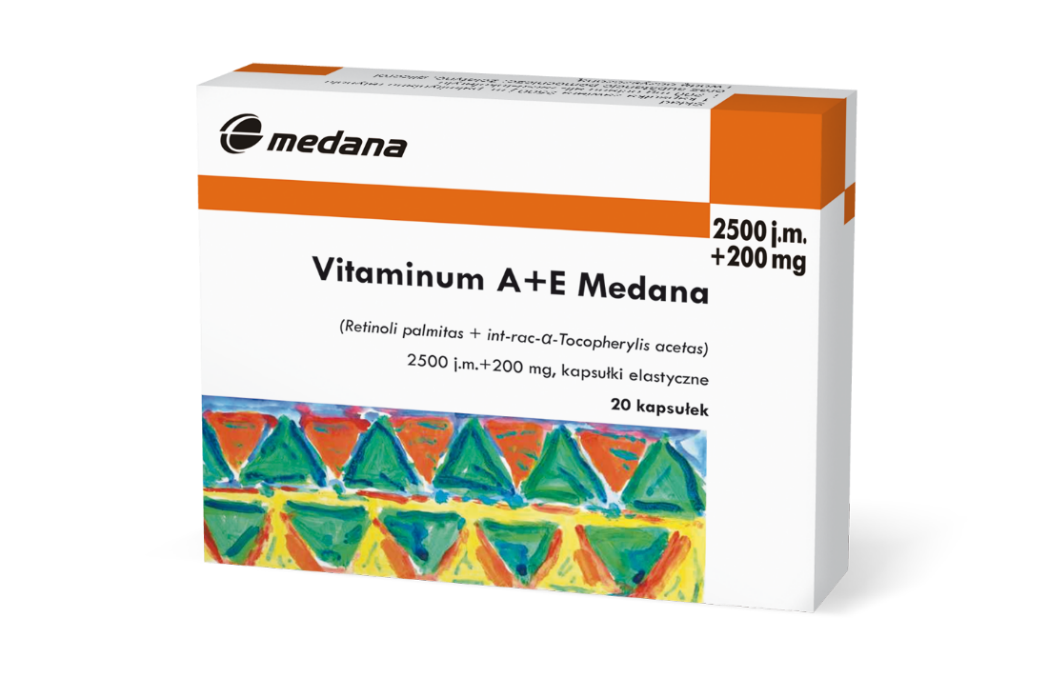 medana
2500 j.m.
+200 mg
Vitaminum A+E Medana
(Retinoli palmitas + int-rac-α-Tocopherylis acetas)
2500 j.m.+200 mg, kapsułki elastyczne
20 kapsułek